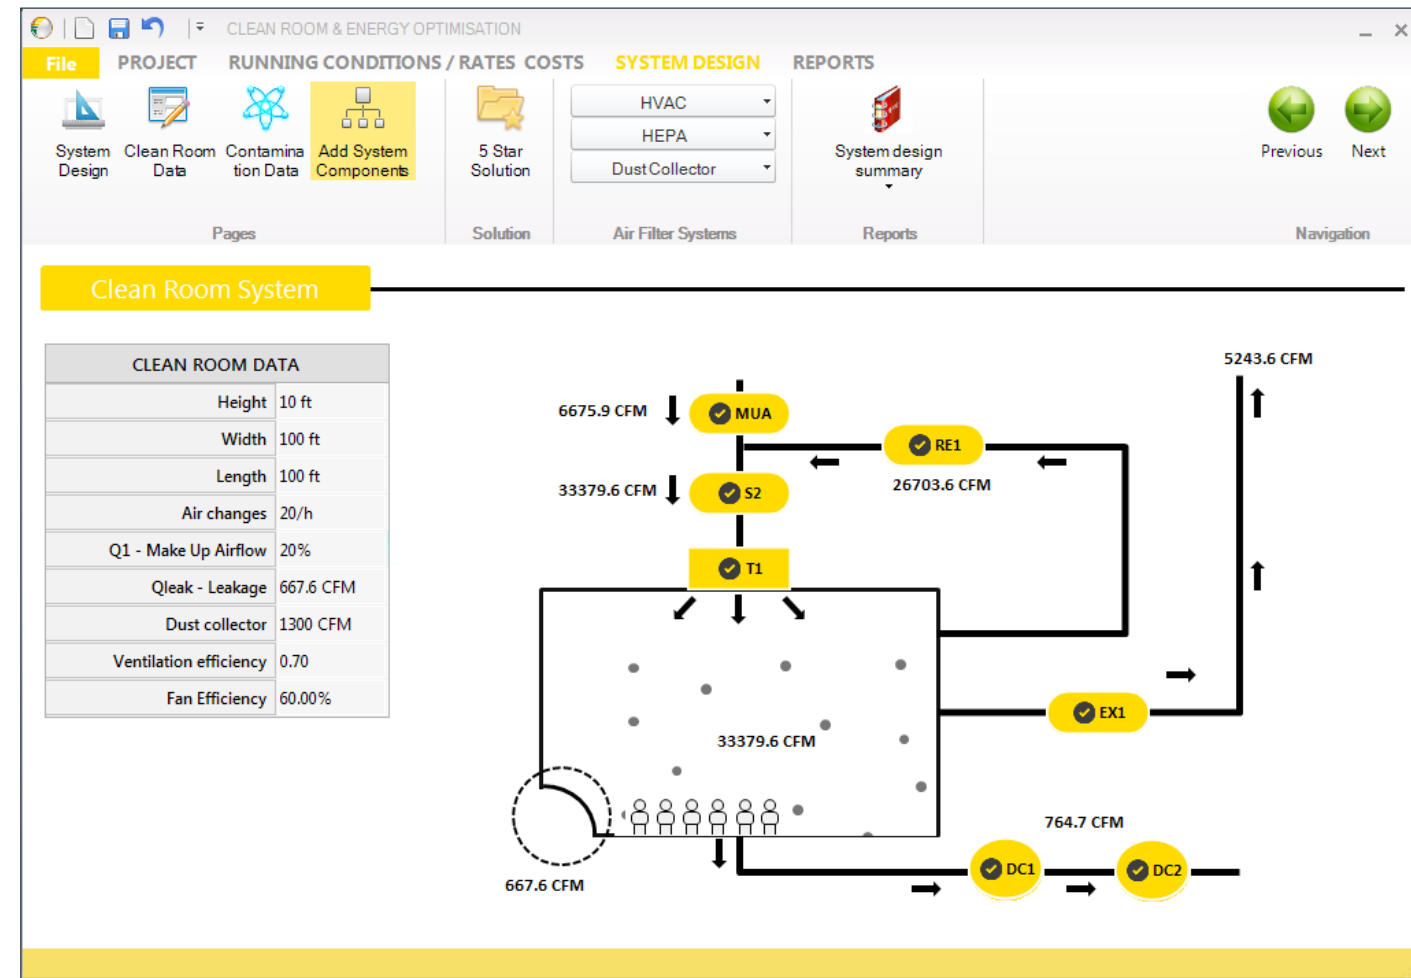 CLEAN ROOM & ENERGY OPTIMISATION
File PROJECT RUNNING CONDITIONS / RATES COSTS SYSTEM DESIGN REPORTS
System Design
Clean Room Data
Contamina tion Data
Add System Components
5 Star Solution
HVAC
HEPA
Dust Collector
System design summary
Previous Next
Pages Solution Air Filter Systems Reports Navigation
Clean Room System
CLEAN ROOM DATA
Height 10 ft
Width 100 ft
Length 100 ft
Air changes 20/h
Q1 - Make Up Airflow 20%
Qleak - Leakage 667.6 CFM
Dust collector 1300 CFM
Ventilation efficiency 0.70
Fan Efficiency 60.00%
5243.6 CFM
6675.9 CFM MUA
RE1
33379.6 CFM S2 26703.6 CFM
T1
EX1
33379.6 CFM
764.7 CFM
DC1 DC2
667.6 CFM